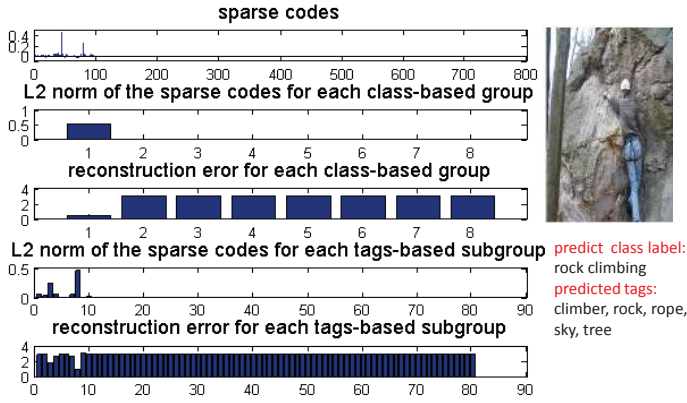 sparse codes
0.4
0.2
0
0 100 200 300 400 500 600 700 800
L2 norm of the sparse codes for each class-based group
1
0.5
0
1 2 3 4 5 6 7 8
reconstruction eror for each class-based group
4
2
0
1 2 3 4 5 6 7 8
L2 norm of the sparse codes for each tags-based subgroup
0.5
0
0 10 20 30 40 50 60 70 80 90
reconstruction error for each tags-based subgroup
4
2
0
0 10 20 30 40 50 60 70 80 90
predict class label:
rock climbing
predicted tags:
climber, rock, rope,
sky, tree